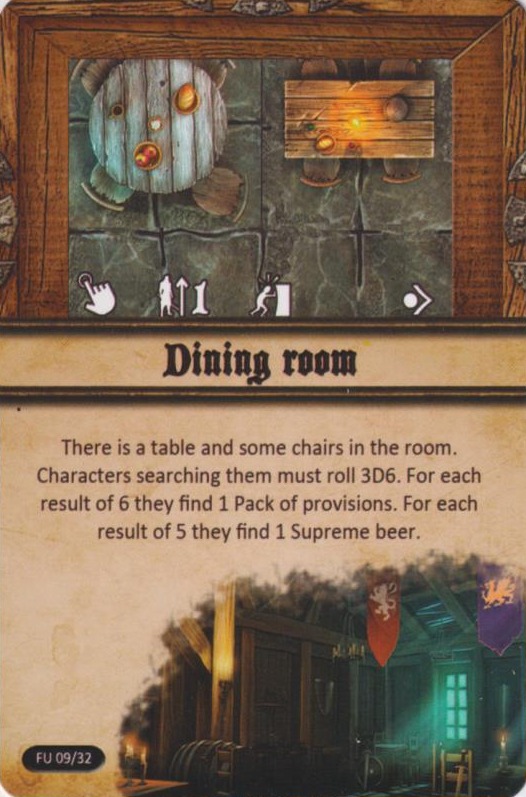 Dining room
There is a table and some chairs in the room.
Characters searching them must roll 3D6. For each
result of 6 they find 1 Pack of provisions. For each
result of 5 they find 1 Supreme beer.
FU 09/32